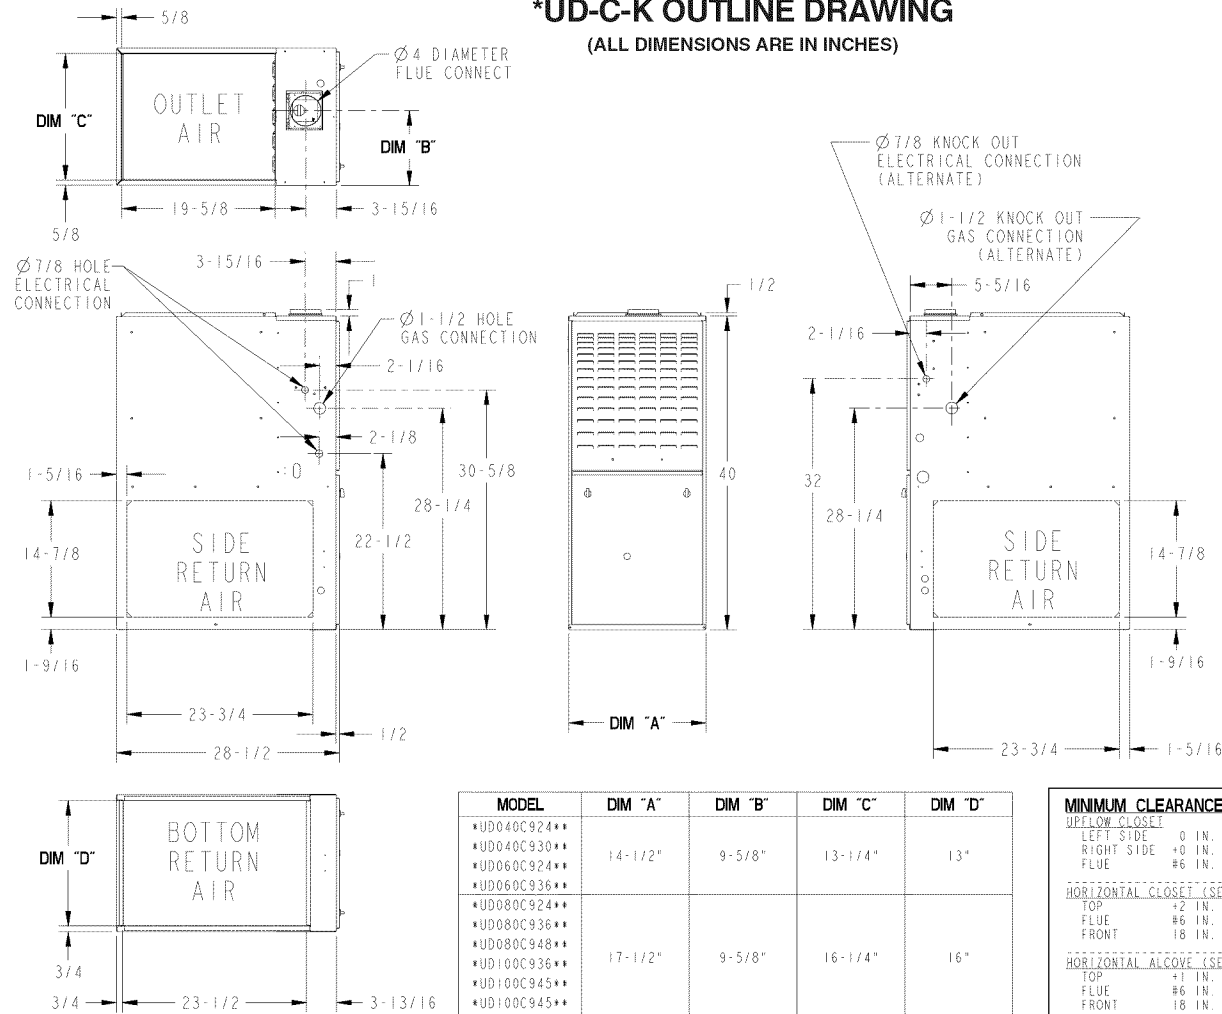 *UD-C-K OUTLINE DRAWING
(ALL DIMENSIONS ARE IN INCHES)
5/8
Ø 4 DIAMETER
FLUE CONNECT
OUTLET
AIR
DIM "C"
DIM "B"
19-5/8
3-15/16
5/8
Ø 7/8 KNOCK OUT
ELECTRICAL CONNECTION
(ALTERNATE)
Ø 1-1/2 KNOCK OUT
GAS CONNECTION
(ALTERNATE)
Ø 7/8 HOLE
ELECTRICAL
CONNECTION
3-15/16
1
Ø 1-1/2 HOLE
GAS CONNECTION
2-1/16
2-1/8
30-5/8
28-1/4
22-1/2
1-5/16
14-7/8
SIDE
RETURN
AIR
1-9/16
23-3/4
1/2
28-1/2
1/2
40
DIM "A"
5-5/16
2-1/16
32
28-1/4
SIDE
RETURN
AIR
14-7/8
1-9/16
23-3/4
1-5/16
BOTTOM
RETURN
AIR
DIM "D"
3/4
3/4
23-1/2
3-13/16
MODEL DIM "A" DIM "B" DIM "C" DIM "D"
*UD040C924**
*UD040C930**
*UD060C924**
*UD060C936**
14-1/2" 9-5/8" 13-1/4" 13"
*UD080C924**
*UD080C936**
*UD080C948**
*UD100C936**
*UD100C945**
*UD100C945**
17-1/2" 9-5/8" 16-1/4" 16"
MINIMUM CLEARANCE
UPFLOW CLOSET
LEFT SIDE 0 IN.
RIGHT SIDE +0 IN.
FLUE #6 IN.
HORIZONTAL CLOSET (SE
TOP +2 IN.
FLUE #6 IN.
FRONT 18 IN.
HORIZONTAL ALCOVE (SE
TOP +1 IN.
FLUE #6 IN.
FRONT 18 IN.